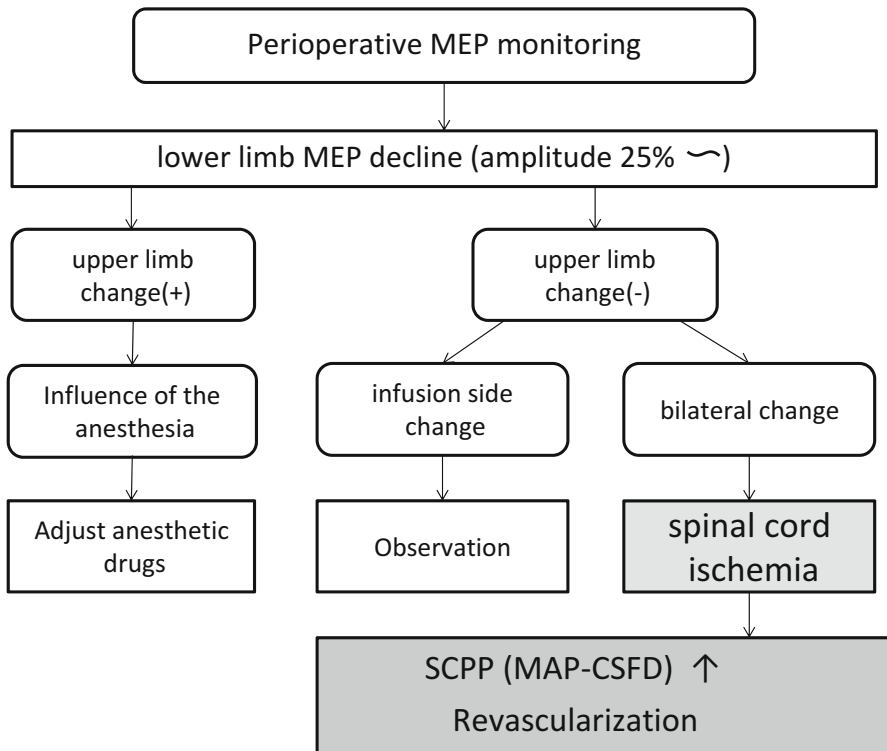 Perioperative MEP monitoring
lower limb MEP decline (amplitude 25% 〜)
upper limb
change(+)
upper limb
change(-)
Influence of the
anesthesia
infusion side
change
bilateral change
Adjust anesthetic
drugs
Observation
spinal cord
ischemia
SCPP (MAP-CSFD) ↑
Revascularization